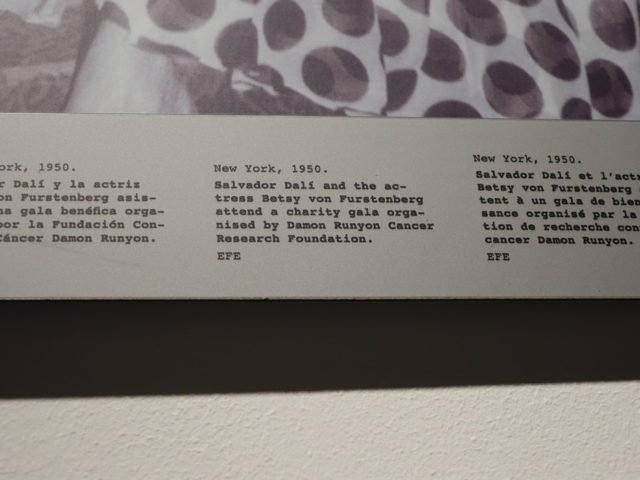 ork, 1950.
r Dalí y la actriz
on Furstenberg asis-
na gala benéfica orga-
por la Fundación Con-
Cáncer Damon Runyon.
New York, 1950.
Salvador Dalí and the ac-
tress Betsy von Furstenberg
attend a charity gala orga-
nised by Damon Runyon Cancer
Research Foundation.
EFE
New York, 1950.
Salvador Dalí et l'actr
Betsy von Furstenberg
tent à un gala de bien
sance organisé par la
tion de recherche con
cancer Damon Runyon.
EFE